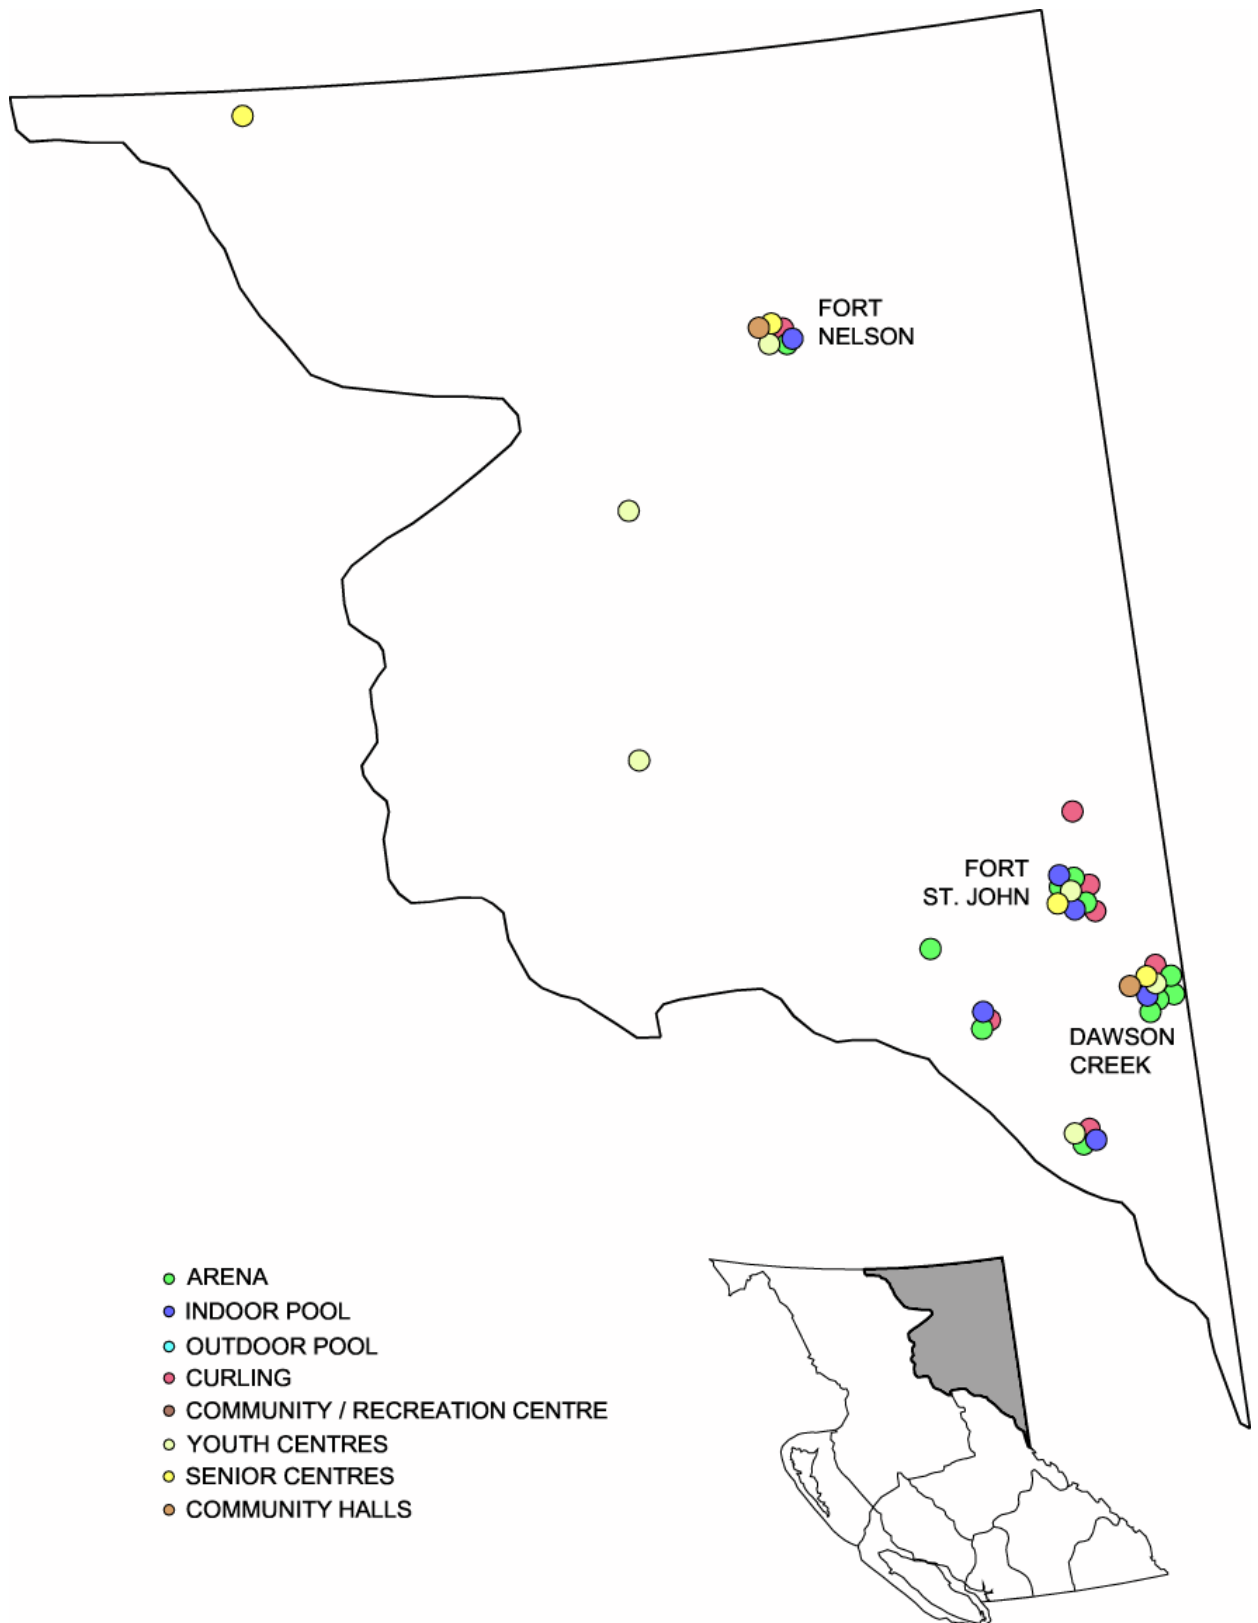 FORT
NELSON
FORT
ST. JOHN
DAWSON
CREEK
ARENA
INDOOR POOL
OUTDOOR POOL
CURLING
COMMUNITY / RECREATION CENTRE
YOUTH CENTRES
SENIOR CENTRES
COMMUNITY HALLS